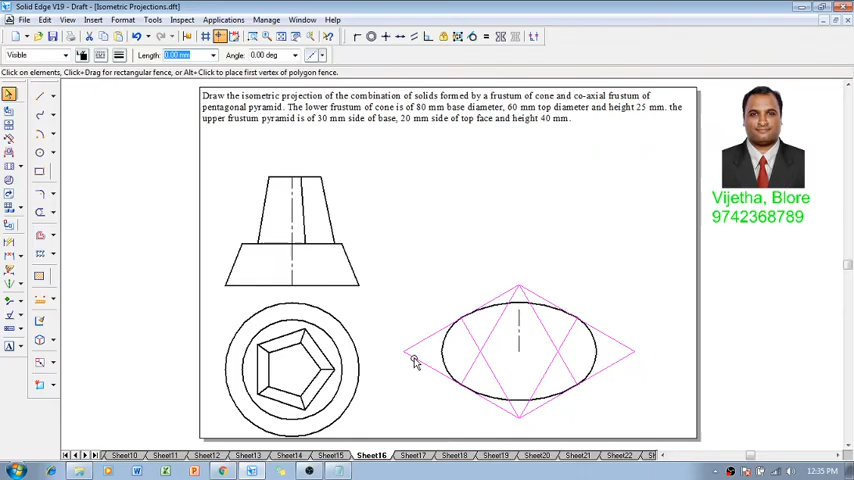 Solid Edge V19 - Draft - [Isometric Projections.dft]
File Edit View Insert Format Tools Inspect Applications Manage Window Help
Visible Length: 0.00 mm Angle: 0.00 deg
Click on elements, Click+Drag for rectangular fence, or Alt+Click to place first vertex of polygon fence.
Draw the isometric projection of the combination of solids formed by a frustum of cone and co-axial frustum of
pentagonal pyramid. The lower frustum of cone is of 80 mm base diameter, 60 mm top diameter and height 25 mm. the
upper frustum pyramid is of 30 mm side of base, 20 mm side of top face and height 40 mm.
Vijetha, Blore
9742368789
Sheet10 Sheet11 Sheet12 Sheet13 Sheet14 Sheet15 Sheet16 Sheet17 Sheet18 Sheet19 Sheet20 Sheet21 Sheet22
12:35 PM